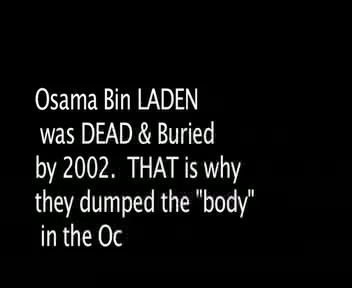 Osama Bin LADEN
was DEAD & Buried
by 2002.  THAT is why
they dumped the "body"
in the Oc